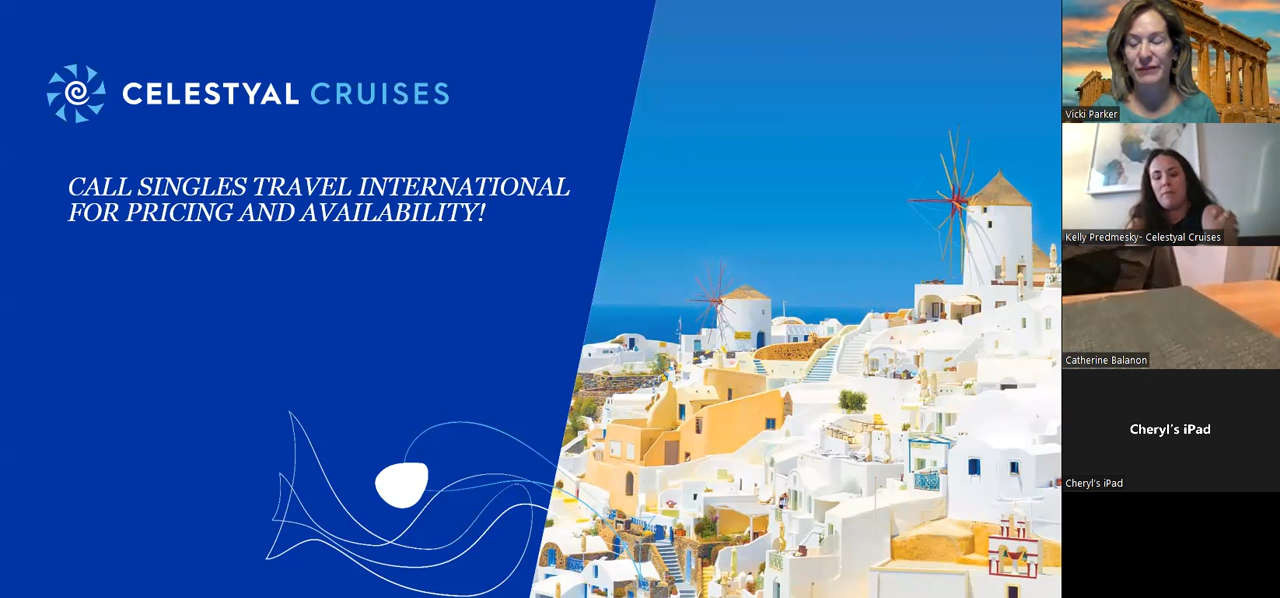 CELESTYAL CRUISES
CALL SINGLES TRAVEL INTERNATIONAL
FOR PRICING AND AVAILABILITY!
Vicki Parker
Kelly Predmesky- Celestyal Cruises
Catherine Balanon
Cheryl's iPad
Cheryl's iPad